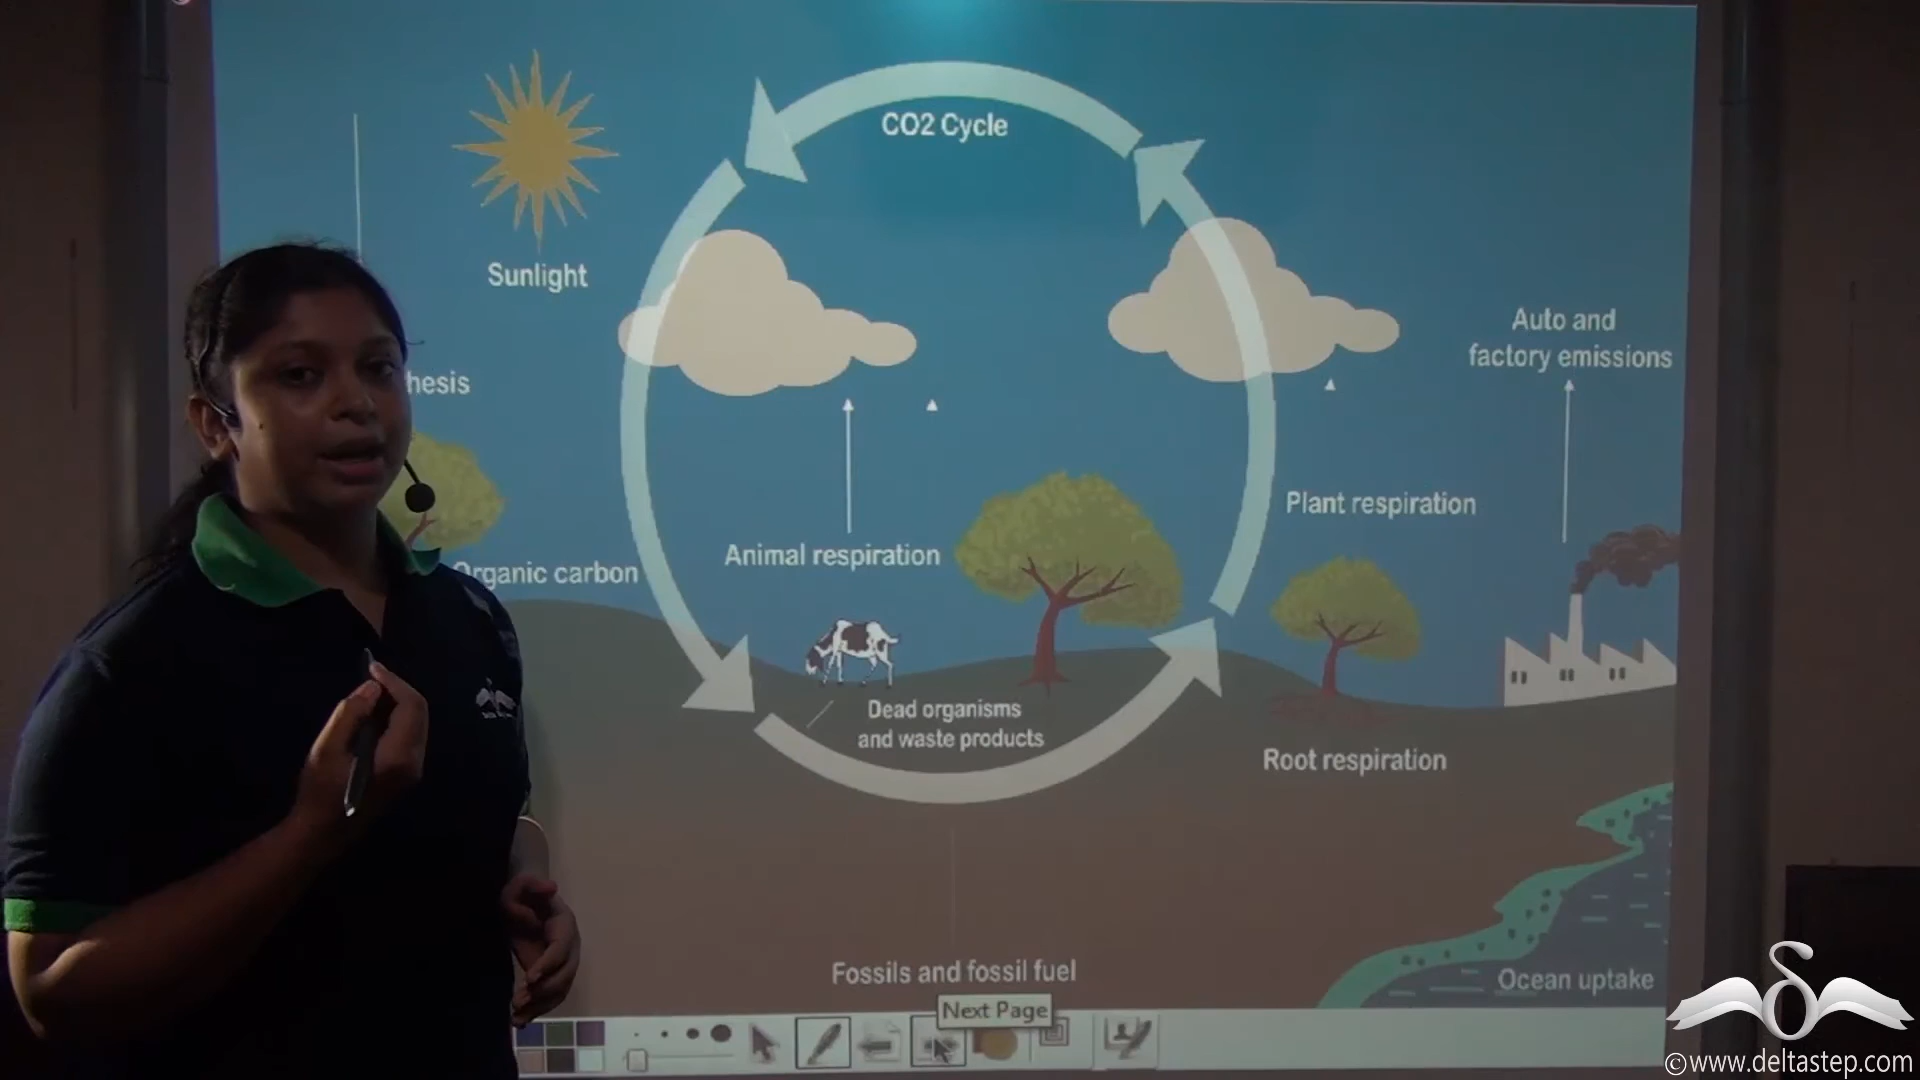 CO2 Cycle
Sunlight
Auto and
factory emissions
hesis
Plant respiration
Animal respiration
Organic carbon
Dead organisms
and waste products
Root respiration
Fossils and fossil fuel
Ocean uptake
Next Page
©www.deltastep.com